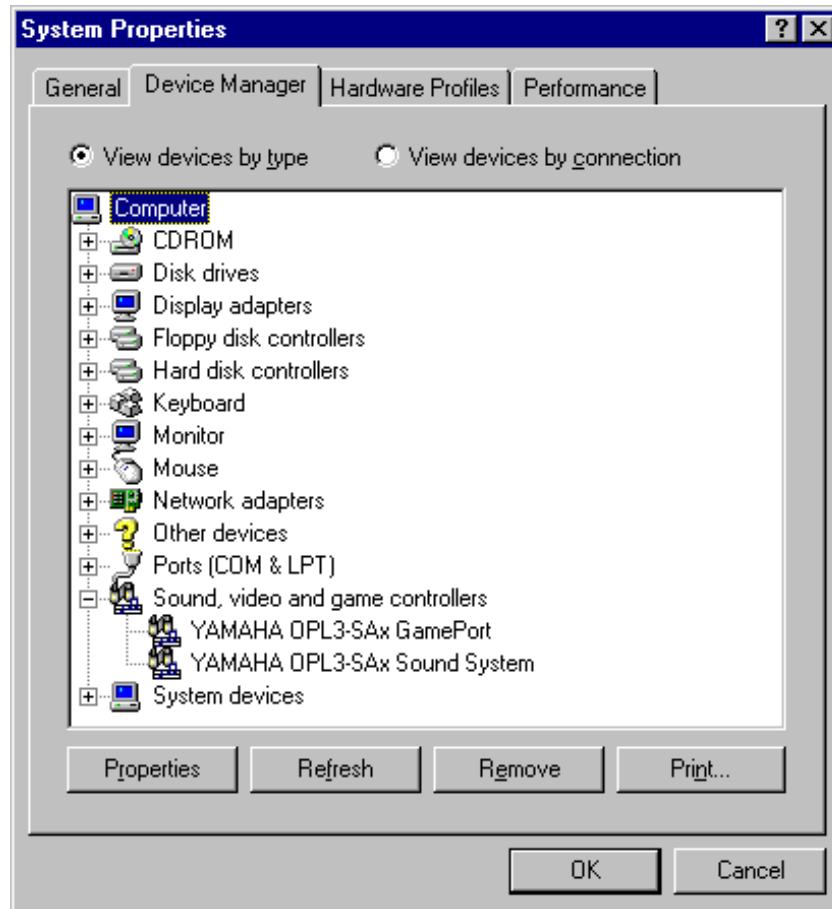 System Properties
General Device Manager Hardware Profiles Performance
View devices by type View devices by connection
Computer
CDROM
Disk drives
Display adapters
Floppy disk controllers
Hard disk controllers
Keyboard
Monitor
Mouse
Network adapters
Other devices
Ports (COM & LPT)
Sound, video and game controllers
YAMAHA OPL3-SAx GamePort
YAMAHA OPL3-SAx Sound System
System devices
Properties Refresh Remove Print...
OK Cancel